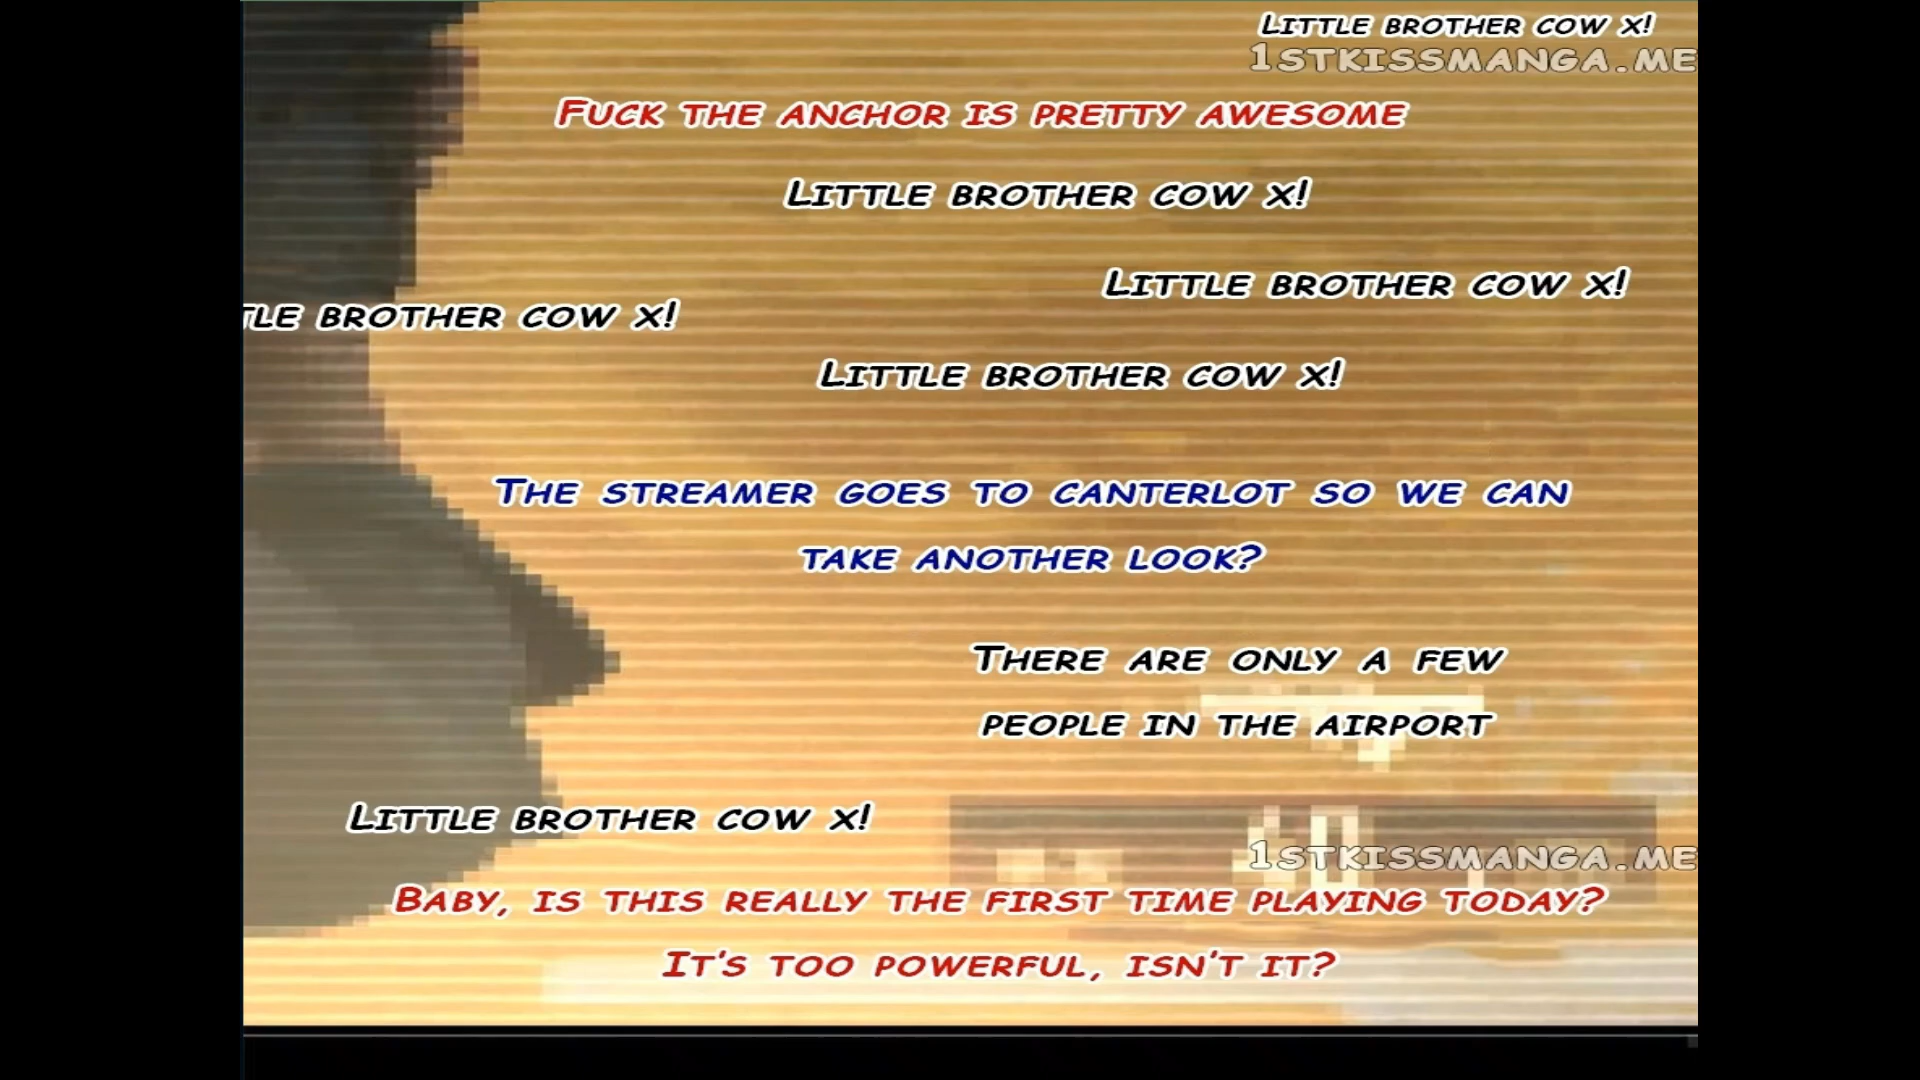 Little brother cow x!
1stkissmanga.me
Fuck the anchor is pretty awesome
Little brother cow x!
Little brother cow x!
tle brother cow x!
Little brother cow x!
The streamer goes to canterlot so we can
take another look?
There are only a few
people in the airport
Little brother cow x!
1stkissmanga.me
Baby, is this really the first time playing today?
It's too powerful, isn't it?